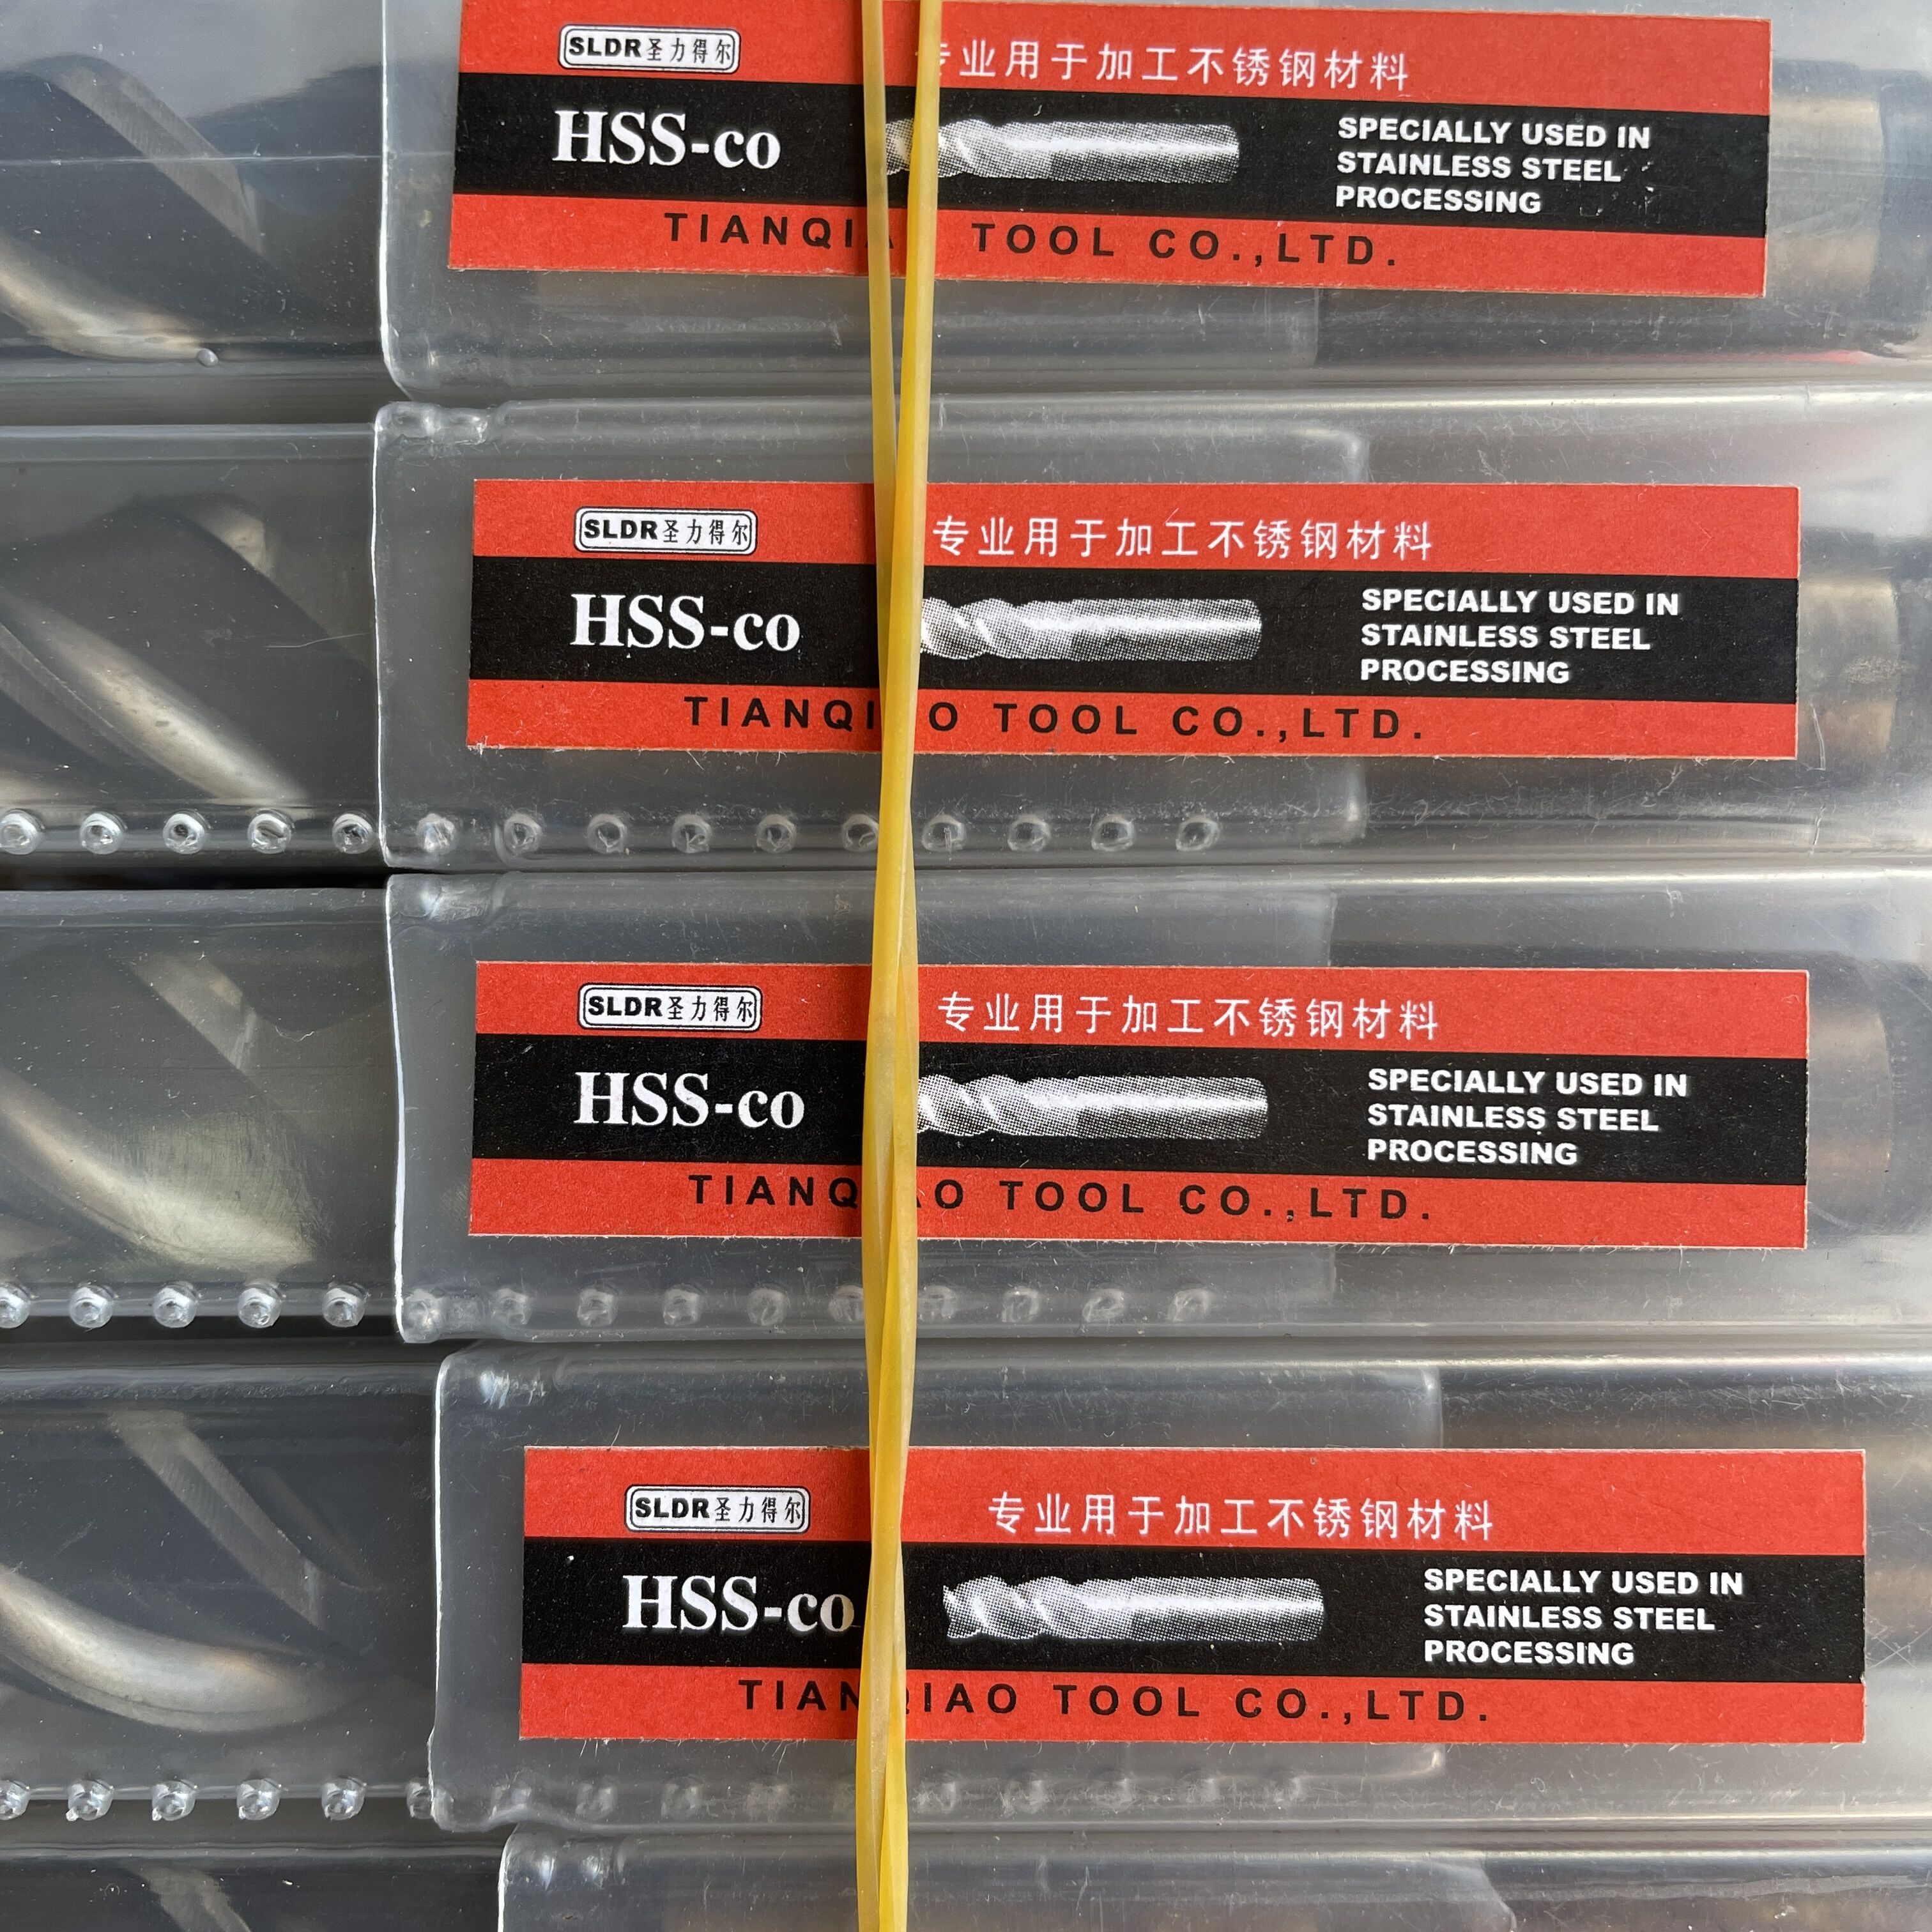 SLDR圣力得尔
业用于加工不锈钢材料
HSS-co
SPECIALLY USED IN
STAINLESS STEEL
PROCESSING
TIANQIA TOOL CO.,LTD.
SLDR圣力得尔
专业用于加工不锈钢材料
HSS-co
SPECIALLY USED IN
STAINLESS STEEL
PROCESSING
TIANQIO TOOL CO.,LTD.
SLDR圣力得尔
专业用于加工不锈钢材料
HSS-co
SPECIALLY USED IN
STAINLESS STEEL
PROCESSING
TIANQAO TOOL CO.,LTD.
SLDR圣力得尔
专业用于加工不锈钢材料
HSS-co
SPECIALLY USED IN
STAINLESS STEEL
PROCESSING
TIANQIAO TOOL CO.,LTD.